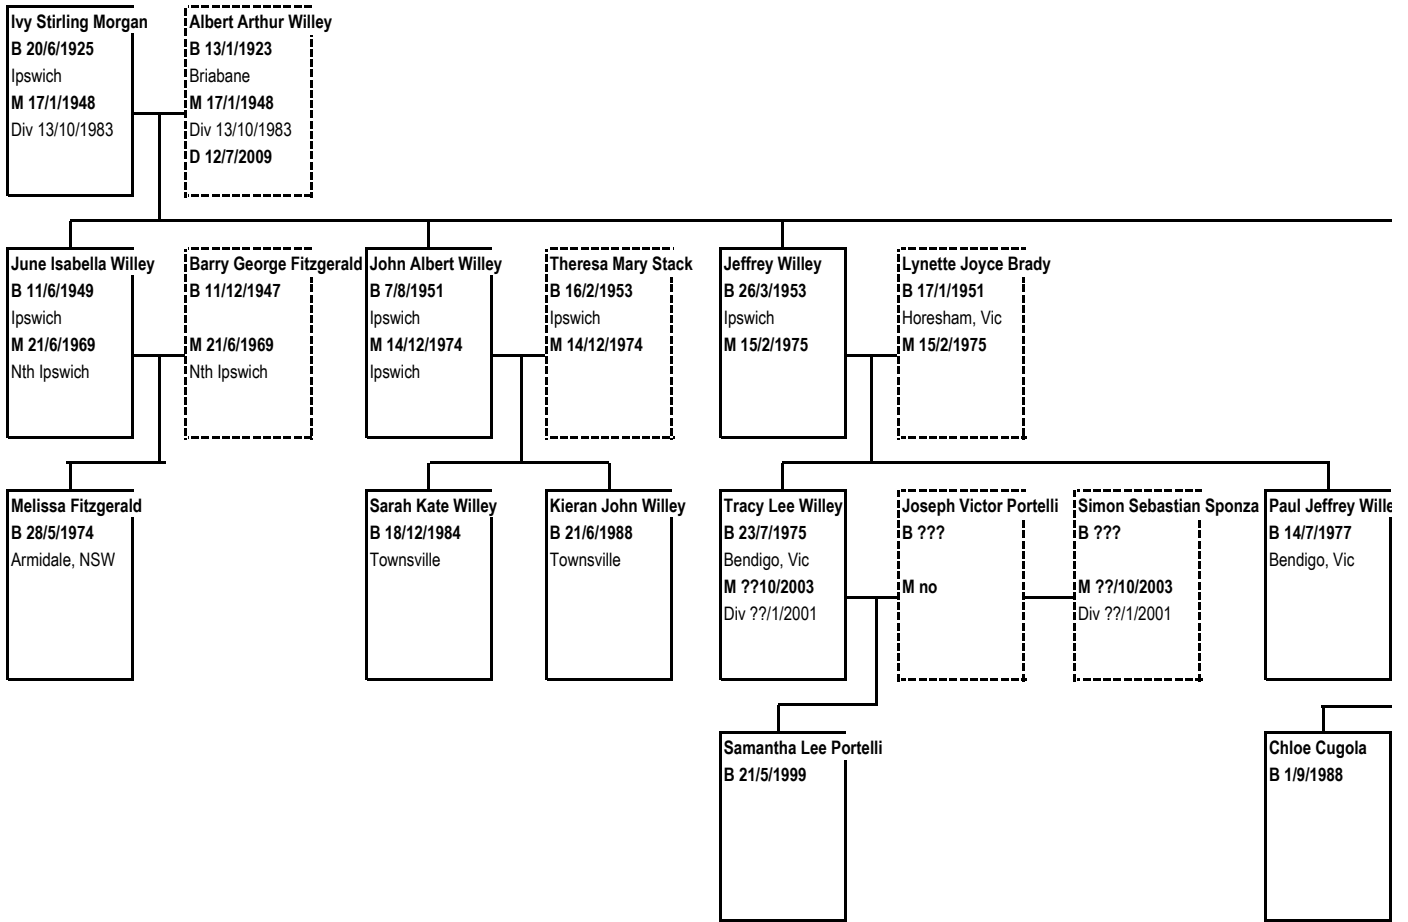 Ivy Stirling Morgan
B 20/6/1925
Ipswich
M 17/1/1948
Div 13/10/1983
Albert Arthur Willey
B 13/1/1923
Briabane
M 17/1/1948
Div 13/10/1983
D 12/7/2009
June Isabella Willey
B 11/6/1949
Ipswich
M 21/6/1969
Nth Ipswich
Barry George Fitzgerald
B 11/12/1947
M 21/6/1969
Nth Ipswich
John Albert Willey
B 7/8/1951
Ipswich
M 14/12/1974
Ipswich
Theresa Mary Stack
B 16/2/1953
Ipswich
M 14/12/1974
Jeffrey Willey
B 26/3/1953
Ipswich
M 15/2/1975
Lynette Joyce Brady
B 17/1/1951
Horesham, Vic
M 15/2/1975
Melissa Fitzgerald
B 28/5/1974
Armidale, NSW
Sarah Kate Willey
B 18/12/1984
Townsville
Kieran John Willey
B 21/6/1988
Townsville
Tracy Lee Willey
B 23/7/1975
Bendigo, Vic
M ??10/2003
Div ??/1/2001
Joseph Victor Portelli
B ???
M no
Simon Sebastian Sponza
B ???
M ??/10/2003
Div ??/1/2001
Paul Jeffrey Wille
B 14/7/1977
Bendigo, Vic
Samantha Lee Portelli
B 21/5/1999
Chloe Cugola
B 1/9/1988